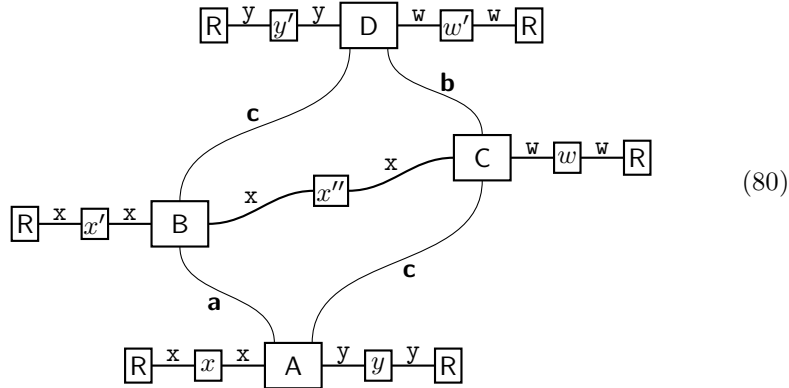 R y y′ y D w w′ w R
b
c
x C w w R
x x″ (80)
R x x′ x B
c
a
R x x x A y y y R